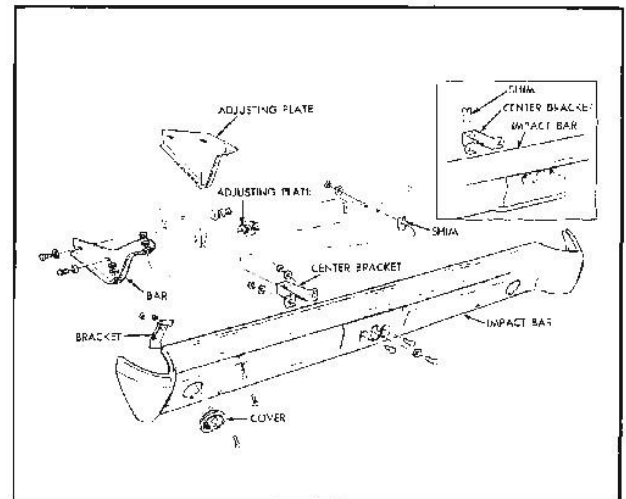 SHIM
CENTER BRACKET
IMPACT BAR
ADJUSTING PLATE
ADJUSTING PLATE
SHIM
CENTER BRACKET
BAR
IMPACT BAR
BRACKET
COVER